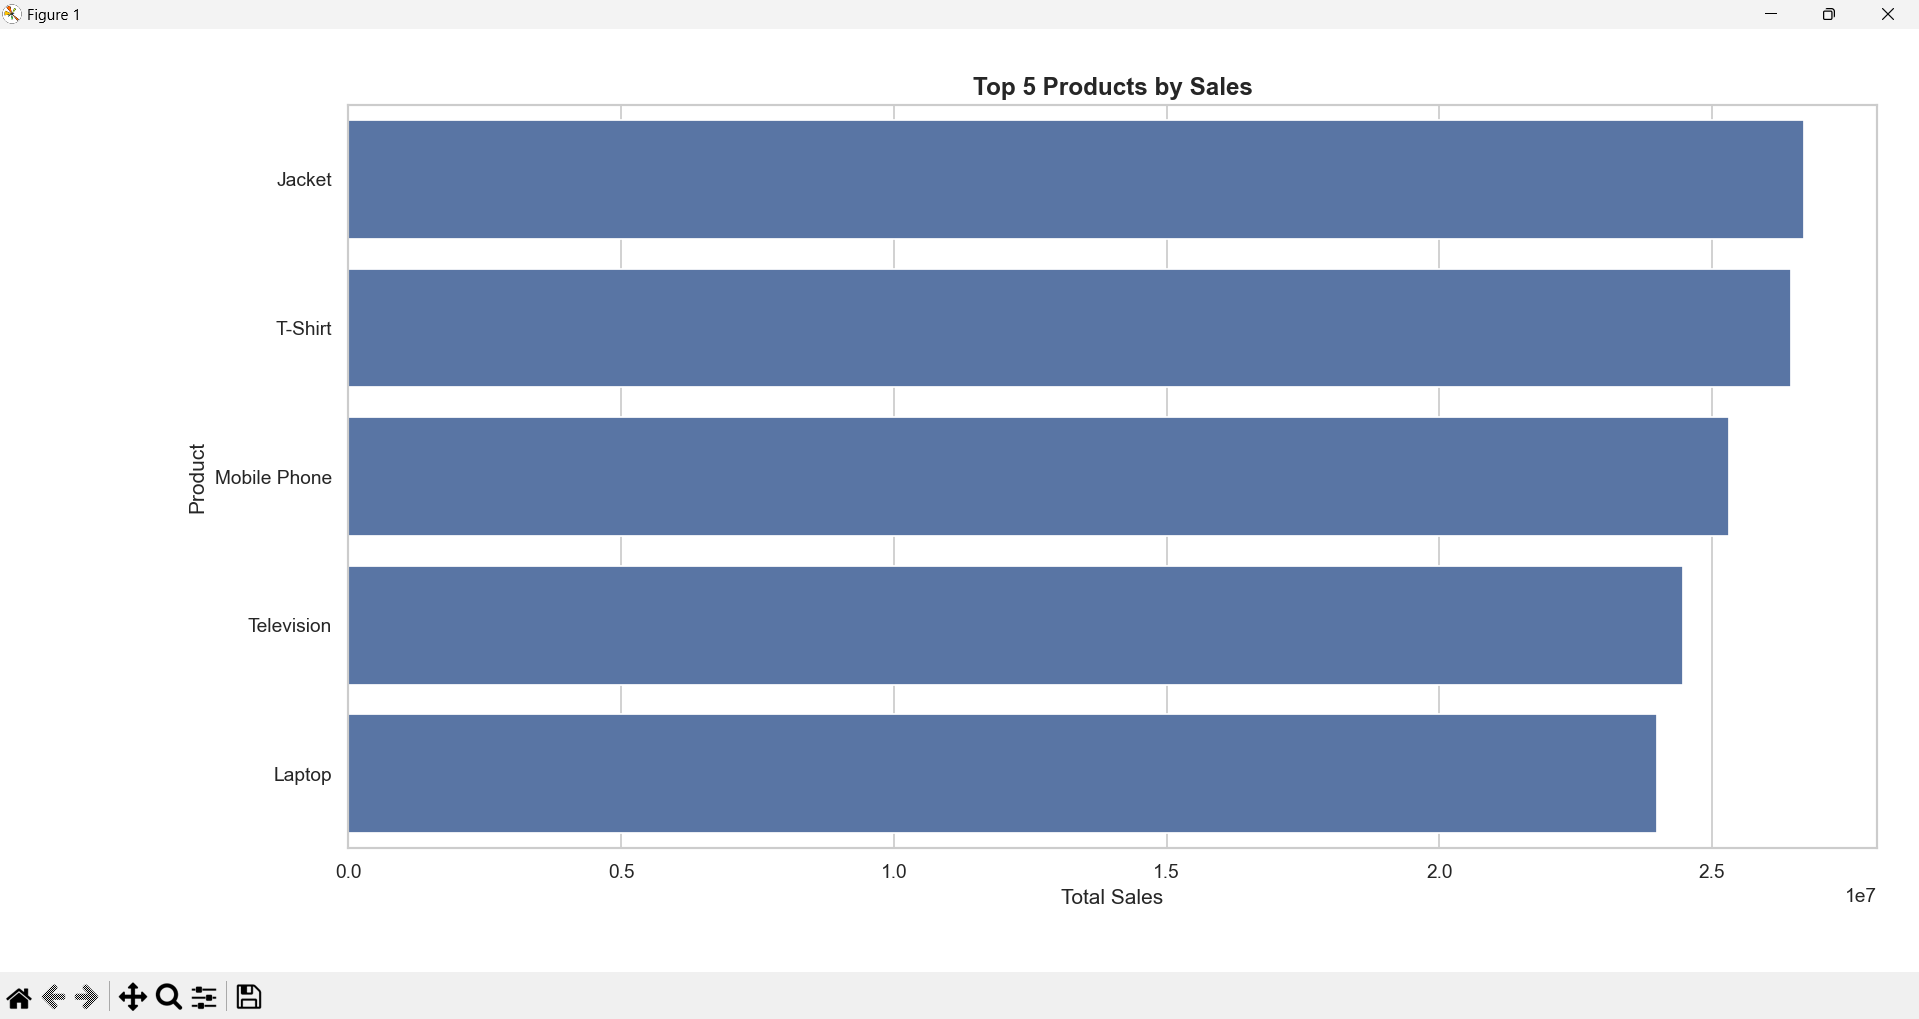 Figure 1
Top 5 Products by Sales
Jacket
T-Shirt
Mobile Phone
Television
Laptop
Product
0.0 0.5 1.0 1.5 2.0 2.5
Total Sales
1e7